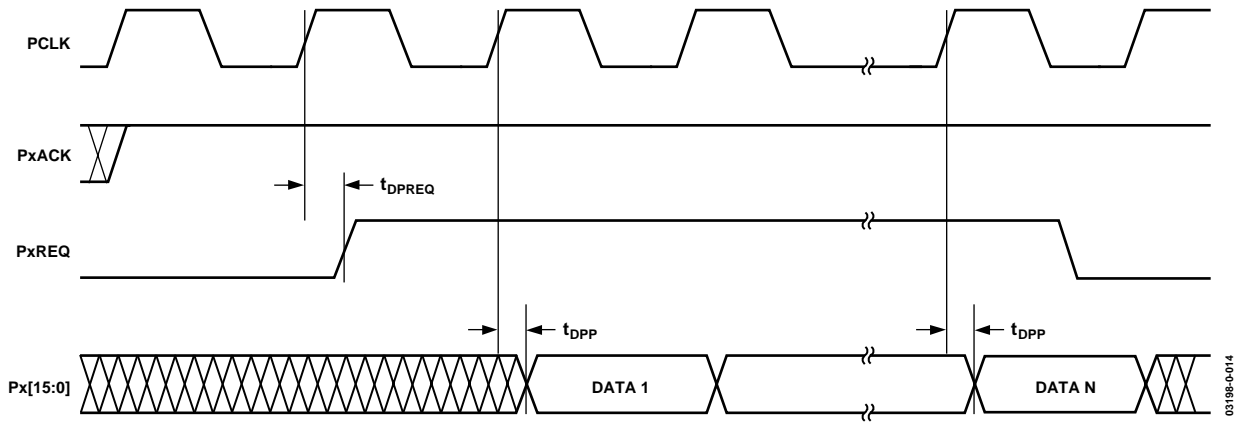 PCLK
PxACK
tDPREQ
PxREQ
tDPP
tDPP
Px[15:0]
DATA 1
DATA N
03198-0-014